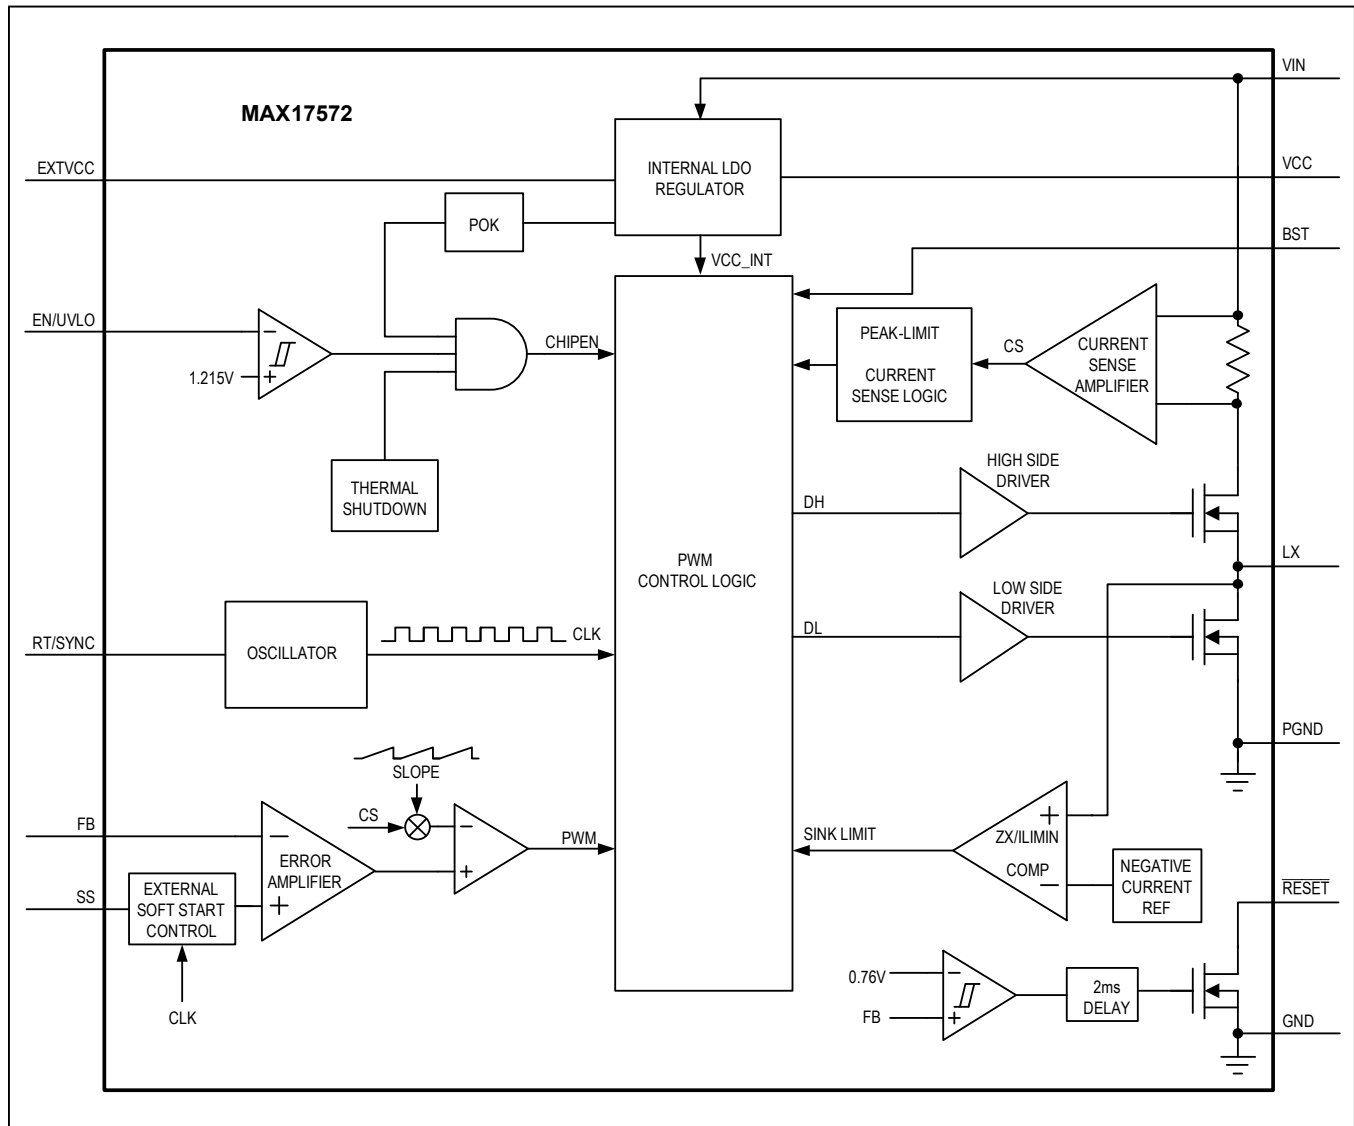 VIN
MAX17572
EXTVCC
INTERNAL LDO
REGULATOR
VCC
POK
BST
VCC_INT
EN/UVLO
−
1.215V
+
CHIPEN
PEAK-LIMIT
CURRENT
SENSE LOGIC
CS
CURRENT
SENSE
AMPLIFIER
THERMAL
SHUTDOWN
HIGH SIDE
DRIVER
DH
LX
PWM
CONTROL LOGIC
LOW SIDE
DRIVER
DL
RT/SYNC
OSCILLATOR
CLK
PGND
SLOPE
CS
FB
−
ERROR
AMPLIFIER
+
−
+
PWM
SS
EXTERNAL
SOFT START
CONTROL
CLK
SINK LIMIT
+
ZX/ILIMIN
COMP
−
NEGATIVE
CURRENT
REF
RESET
0.76V
−
FB
+
2ms
DELAY
GND